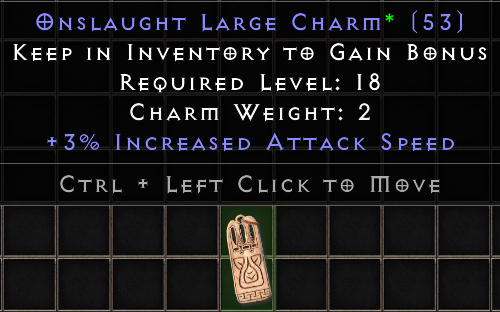 Onslaught Large Charm* (53)
Keep in Inventory to Gain Bonus
Required Level: 18
Charm Weight: 2
+3% Increased Attack Speed
Ctrl + Left Click to Move